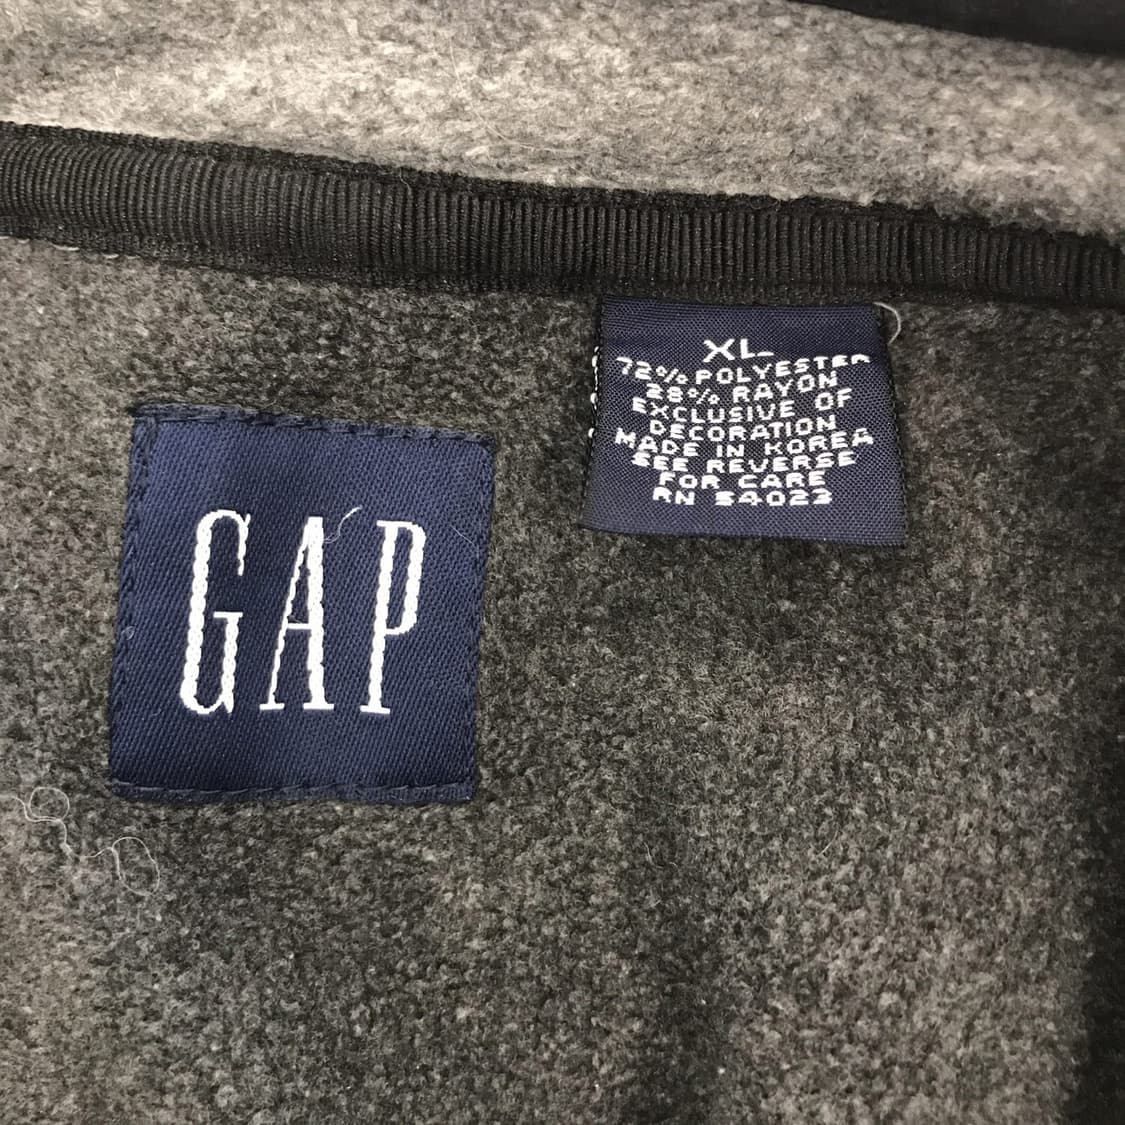 GAP
XL
72% POLYESTER
28% RAYON
EXCLUSIVE OF
DECORATION
MADE IN KOREA
SEE REVERSE
FOR CARE
RN 54023